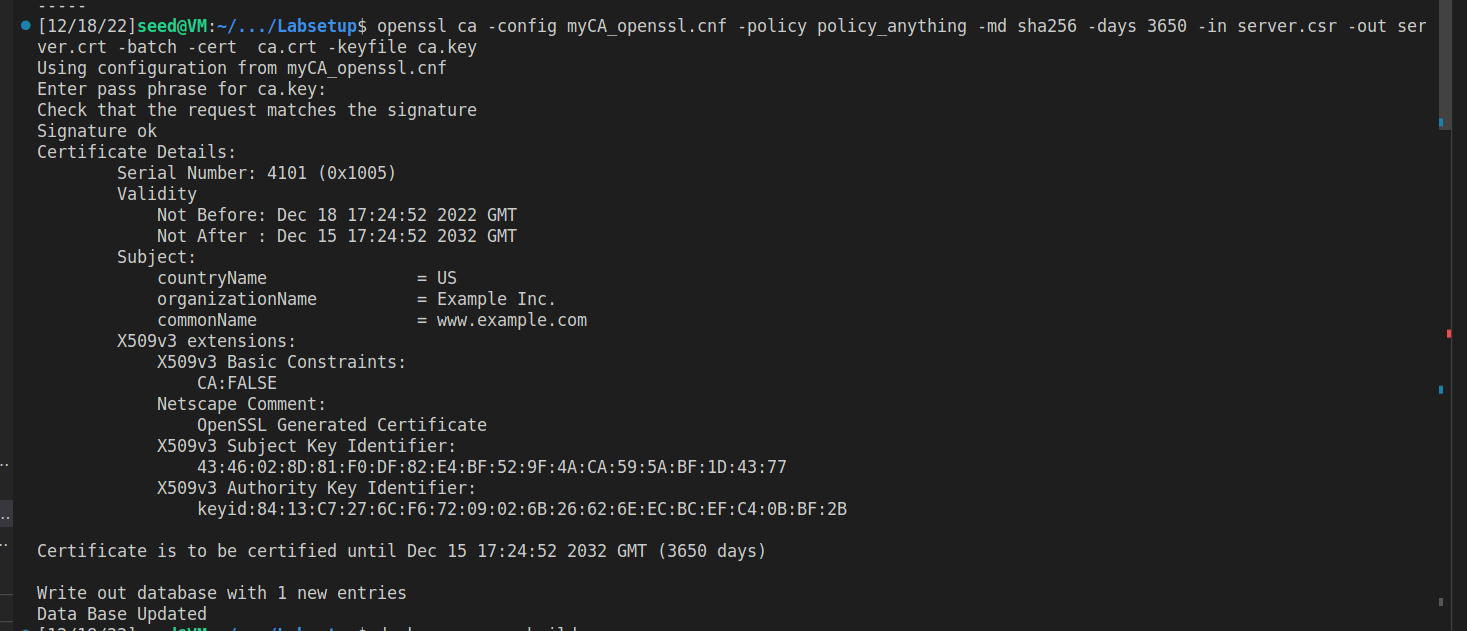 -----
[12/18/22]seed@VM:~/.../Labsetup$ openssl ca -config myCA_openssl.cnf -policy policy_anything -md sha256 -days 3650 -in server.csr -out ser
ver.crt -batch -cert  ca.crt -keyfile ca.key
Using configuration from myCA_openssl.cnf
Enter pass phrase for ca.key:
Check that the request matches the signature
Signature ok
Certificate Details:
        Serial Number: 4101 (0x1005)
        Validity
            Not Before: Dec 18 17:24:52 2022 GMT
            Not After : Dec 15 17:24:52 2032 GMT
        Subject:
            countryName               = US
            organizationName          = Example Inc.
            commonName                = www.example.com
        X509v3 extensions:
            X509v3 Basic Constraints:
                CA:FALSE
            Netscape Comment:
                OpenSSL Generated Certificate
            X509v3 Subject Key Identifier:
                43:46:02:8D:81:F0:DF:82:E4:BF:52:9F:4A:CA:59:5A:BF:1D:43:77
            X509v3 Authority Key Identifier:
                keyid:84:13:C7:27:6C:F6:72:09:02:6B:26:62:6E:EC:BC:EF:C4:0B:BF:2B
Certificate is to be certified until Dec 15 17:24:52 2032 GMT (3650 days)
Write out database with 1 new entries
Data Base Updated
[12/18/22]seed@VM:~/.../Labsetup$